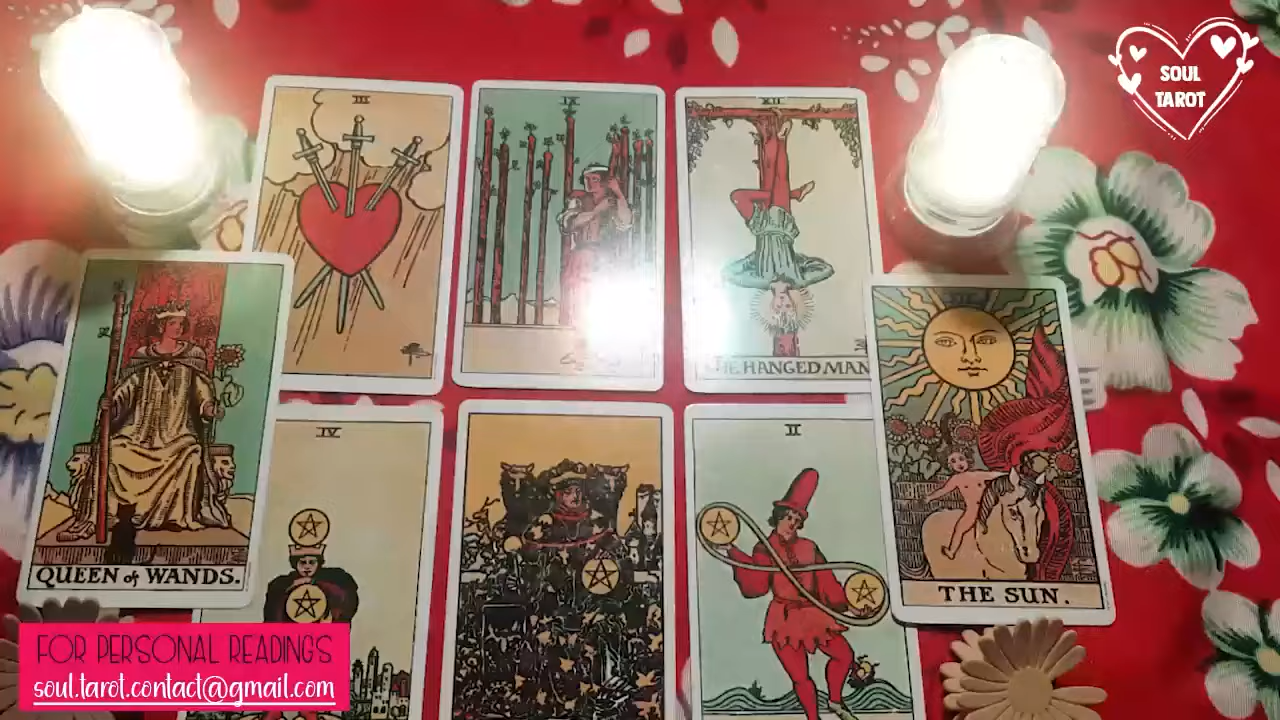 SOUL
TAROT
III
IX
XII
THE HANGED MAN
QUEEN of WANDS.
IV
II
THE SUN.
FOR PERSONAL READINGS
soul.tarot.contact@gmail.com